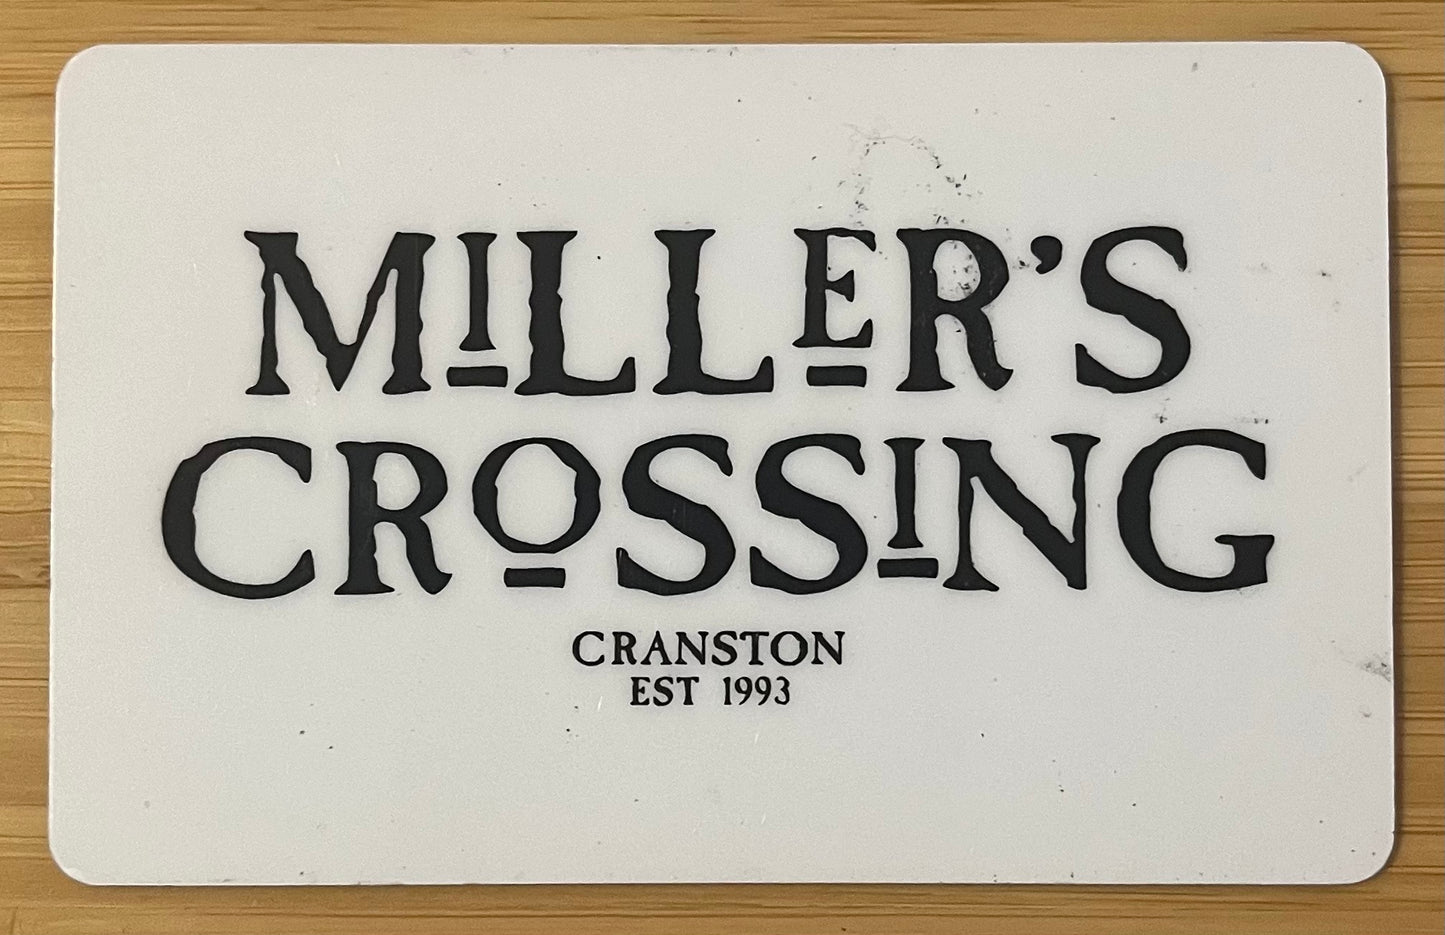 MILLER'S
CROSSING
CRANSTON
EST 1993